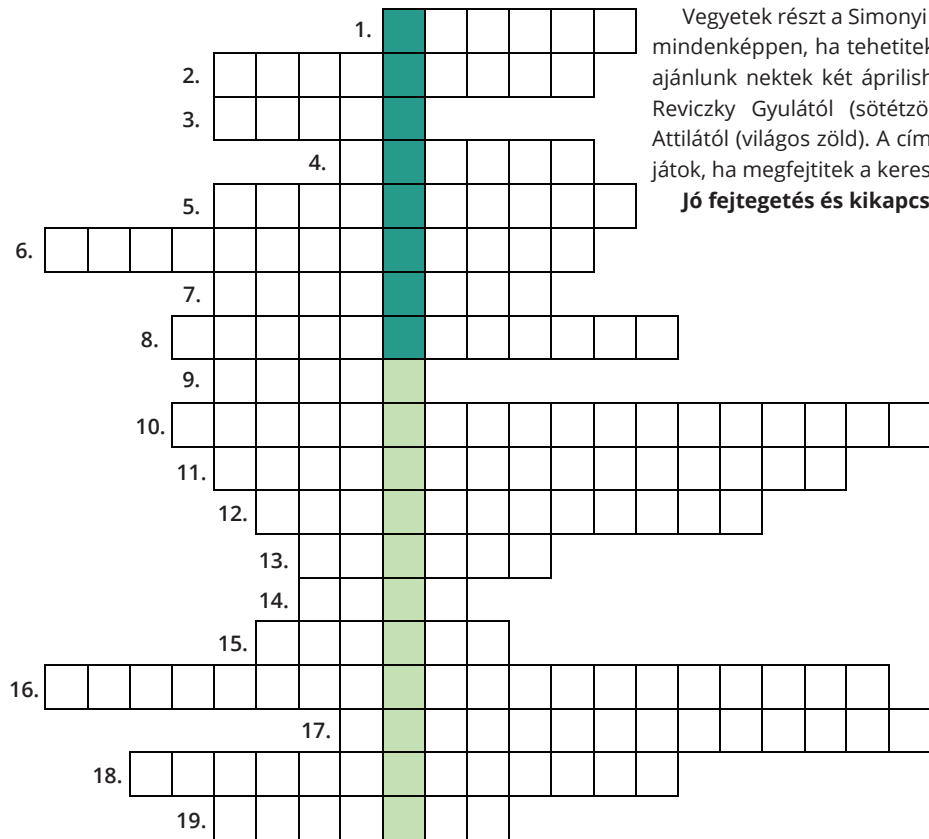 Vegyetek részt a Simonyi
mindenképpen, ha tehetitek
ajánlunk nektek két áprilish
Reviczky Gyulától (sötétzö
Attilától (világos zöld). A cím
játok, ha megfejtitek a keres
Jó fejtegetés és kikapcs
1.
2.
3.
4.
5.
6.
7.
8.
9.
10.
11.
12.
13.
14.
15.
16.
17.
18.
19.